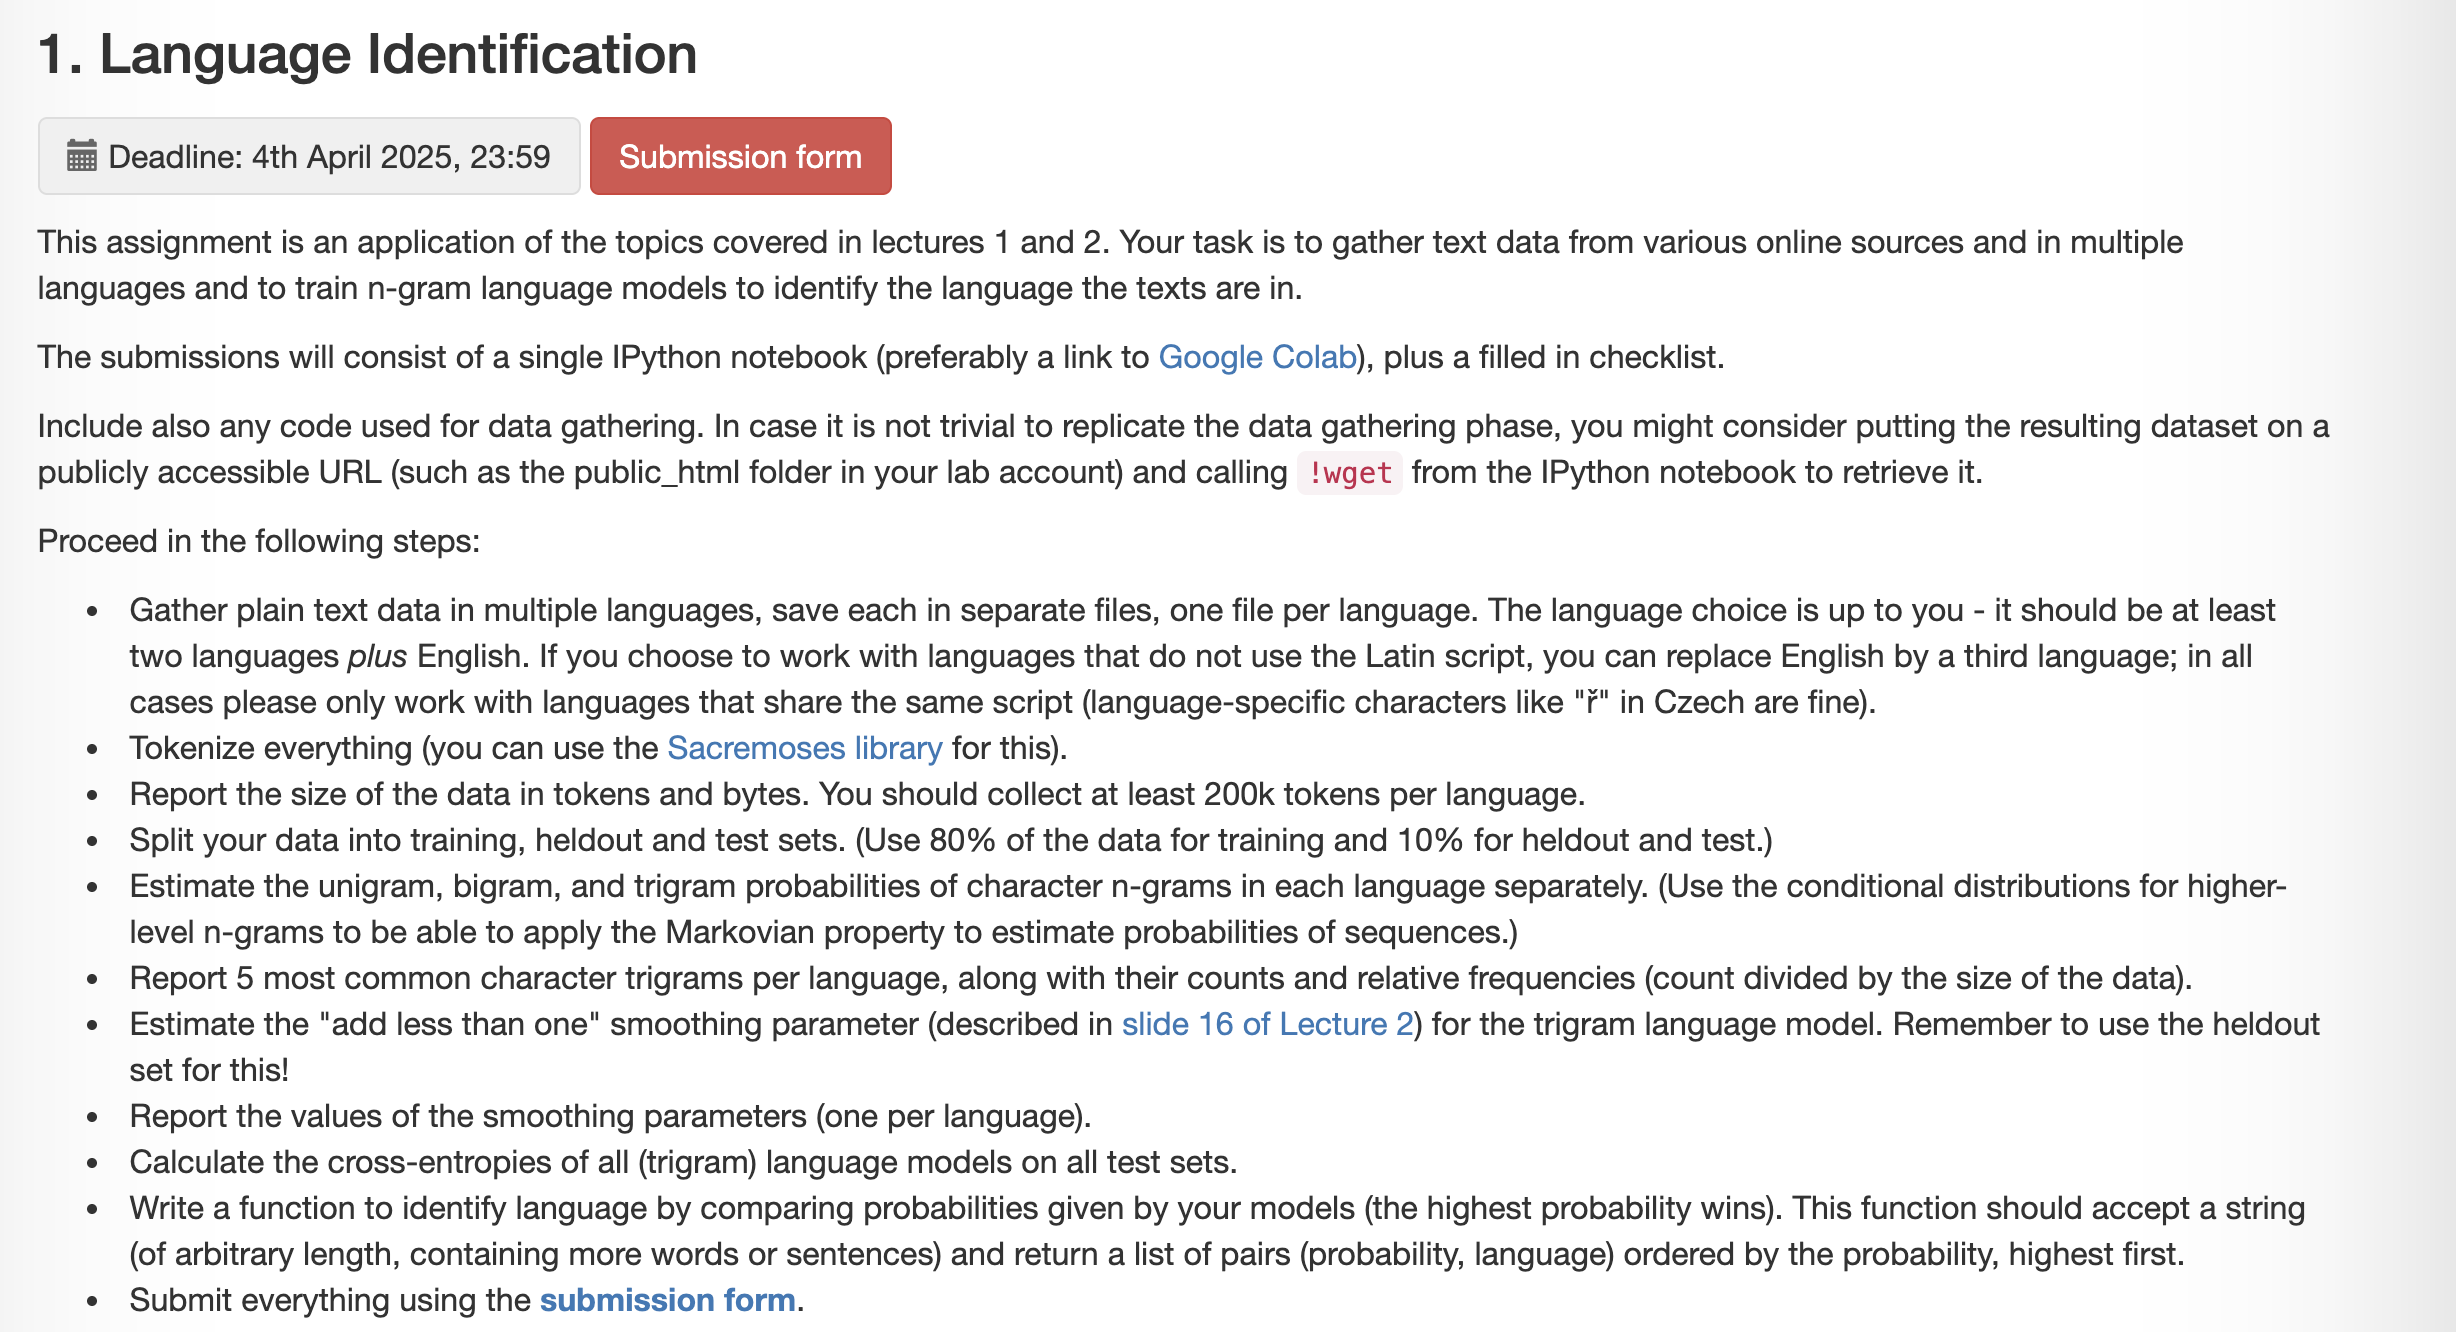 1. Language Identification
Deadline: 4th April 2025, 23:59 Submission form
This assignment is an application of the topics covered in lectures 1 and 2. Your task is to gather text data from various online sources and in multiple
languages and to train n-gram language models to identify the language the texts are in.
The submissions will consist of a single IPython notebook (preferably a link to Google Colab), plus a filled in checklist.
Include also any code used for data gathering. In case it is not trivial to replicate the data gathering phase, you might consider putting the resulting dataset on a
publicly accessible URL (such as the public_html folder in your lab account) and calling !wget from the IPython notebook to retrieve it.
Proceed in the following steps:
• Gather plain text data in multiple languages, save each in separate files, one file per language. The language choice is up to you - it should be at least
two languages plus English. If you choose to work with languages that do not use the Latin script, you can replace English by a third language; in all
cases please only work with languages that share the same script (language-specific characters like "ř" in Czech are fine).
• Tokenize everything (you can use the Sacremoses library for this).
• Report the size of the data in tokens and bytes. You should collect at least 200k tokens per language.
• Split your data into training, heldout and test sets. (Use 80% of the data for training and 10% for heldout and test.)
• Estimate the unigram, bigram, and trigram probabilities of character n-grams in each language separately. (Use the conditional distributions for higher-
level n-grams to be able to apply the Markovian property to estimate probabilities of sequences.)
• Report 5 most common character trigrams per language, along with their counts and relative frequencies (count divided by the size of the data).
• Estimate the "add less than one" smoothing parameter (described in slide 16 of Lecture 2) for the trigram language model. Remember to use the heldout
set for this!
• Report the values of the smoothing parameters (one per language).
• Calculate the cross-entropies of all (trigram) language models on all test sets.
• Write a function to identify language by comparing probabilities given by your models (the highest probability wins). This function should accept a string
(of arbitrary length, containing more words or sentences) and return a list of pairs (probability, language) ordered by the probability, highest first.
• Submit everything using the submission form.